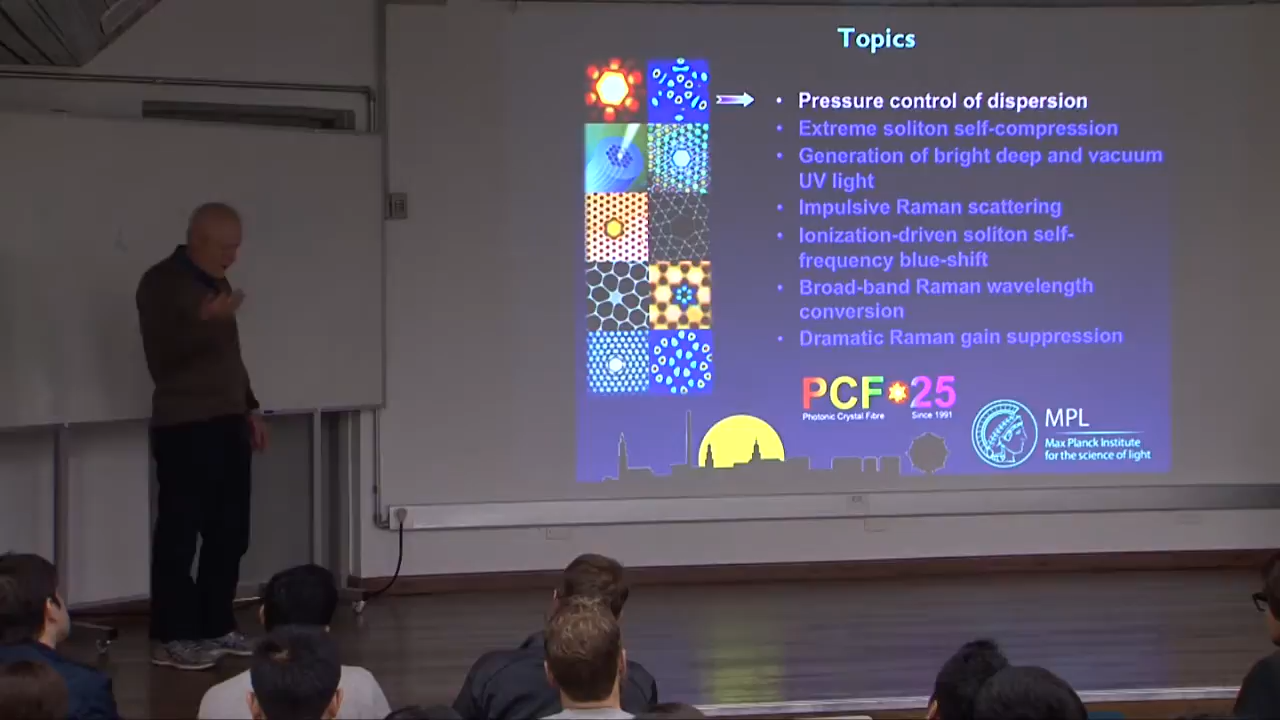 Topics
• Pressure control of dispersion
• Extreme soliton self-compression
• Generation of bright deep and vacuum
UV light
• Impulsive Raman scattering
• Ionization-driven soliton self-
frequency blue-shift
• Broad-band Raman wavelength
conversion
• Dramatic Raman gain suppression
PCF 25
Photonic Crystal Fibre Since 1991
MPL
Max Planck Institute
for the science of light